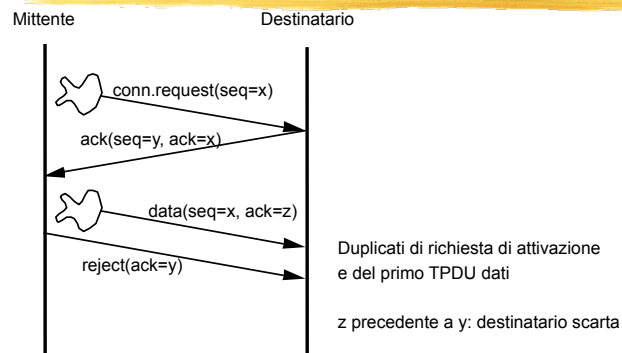 Mittente
Destinatario
conn.request(seq=x)
ack(seq=y, ack=x)
data(seq=x, ack=z)
reject(ack=y)
Duplicati di richiesta di attivazione
e del primo TPDU dati
z precedente a y: destinatario scarta